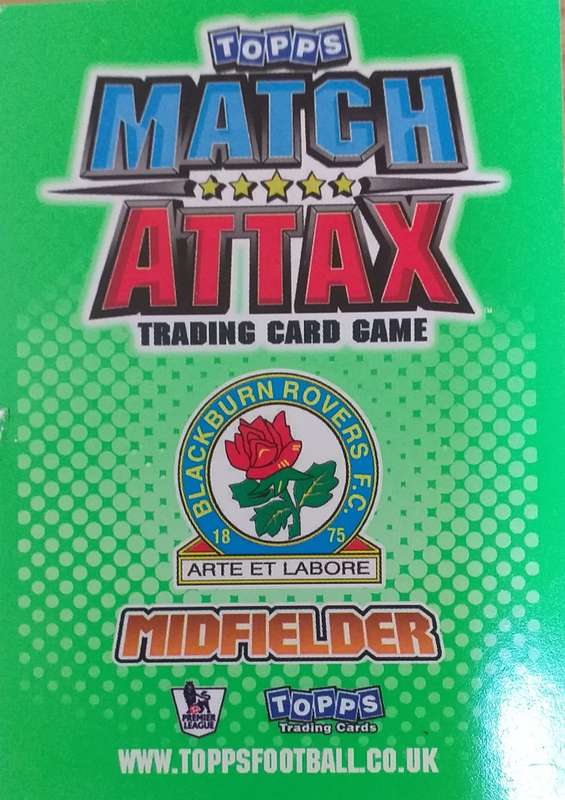 TOPPS
MATCH
ATTAX
TM
TRADING CARD GAME
BLACKBURN ROVERS F.C.
18 75
ARTE ET LABORE
MIDFIELDER
PREMIER
LEAGUE
TOPPS
Trading Cards
WWW.TOPPSFOOTBALL.CO.UK